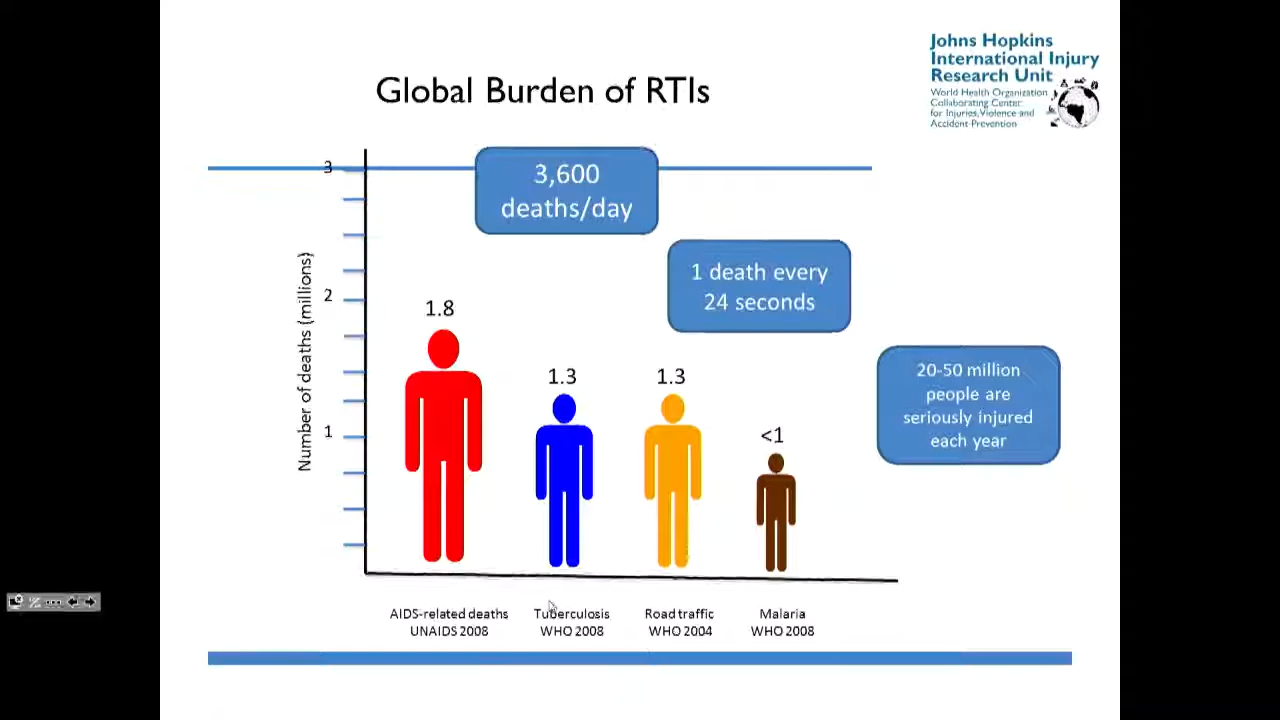 Johns Hopkins
International Injury
Research Unit
World Health Organization
Collaborating Center
for Injuries, Violence and
Accident Prevention
Global Burden of RTIs
3
3,600
deaths/day
1 death every
24 seconds
20-50 million
people are
seriously injured
each year
Number of deaths (millions)
2
1
1.8
1.3
1.3
<1
AIDS-related deaths
UNAIDS 2008
Tuberculosis
WHO 2008
Road traffic
WHO 2004
Malaria
WHO 2008